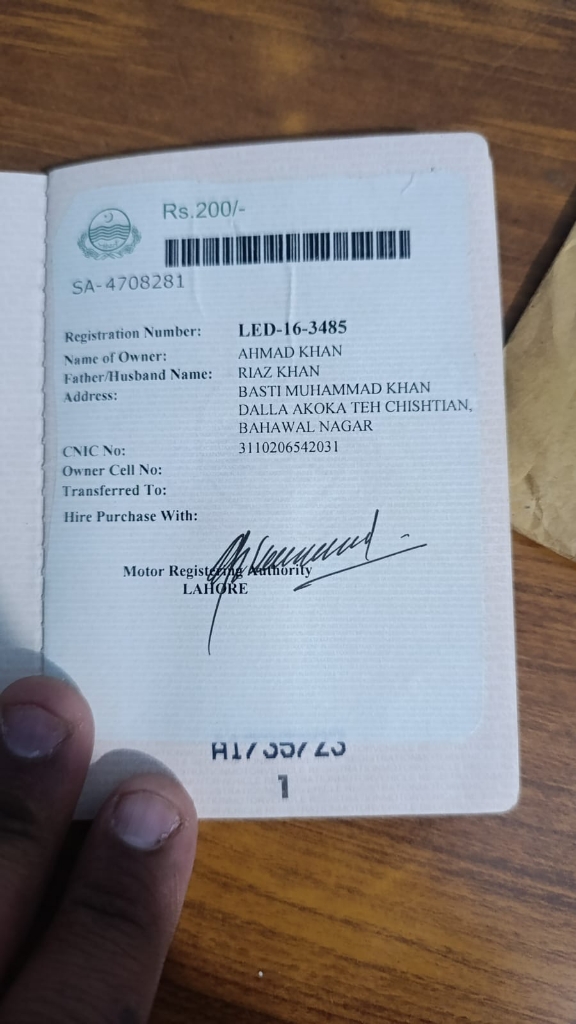 Rs.200/-
SA-4708281
Registration Number: LED-16-3485
Name of Owner: AHMAD KHAN
Father/Husband Name: RIAZ KHAN
Address: BASTI MUHAMMAD KHAN
DALLA AKOKA TEH CHISHTIAN,
BAHAWAL NAGAR
CNIC No: 3110206542031
Owner Cell No:
Transferred To:
Hire Purchase With:
Motor Registering Authority
LAHORE
1